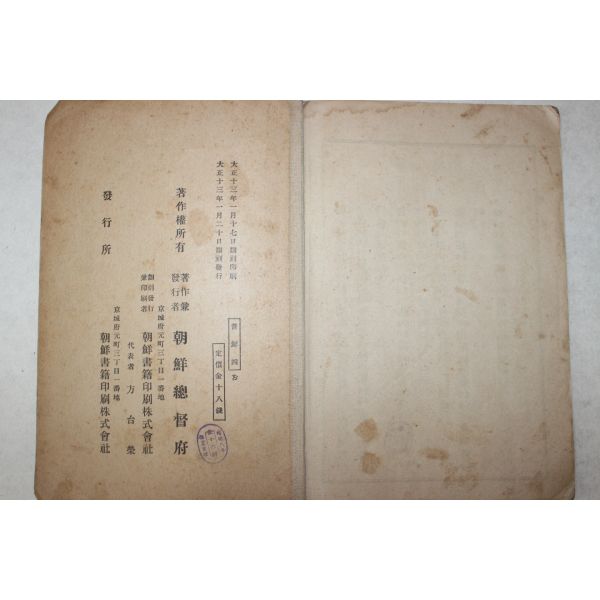 大正十三年一月十七日飜刻印刷
大正十三年一月二十日飜刻發行
定價金十八錢
著作權所有
著作兼
發行者
朝鮮總督府
京城府元町三丁目一番地
飜刻發行
兼印刷者
朝鮮書籍印刷株式會社
代表者 方台榮
發行所
京城府元町三丁目一番地
朝鮮書籍印刷株式會社